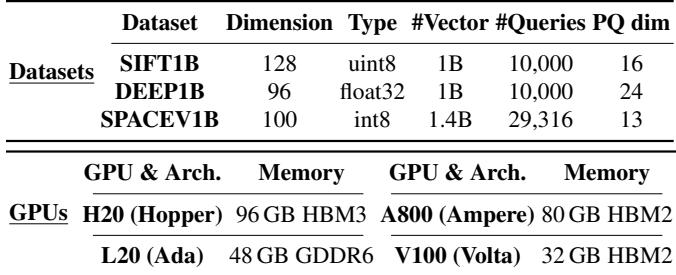 Dataset Dimension Type #Vector #Queries PQ dim
Datasets SIFT1B 128 uint8 1B 10,000 16
DEEP1B 96 float32 1B 10,000 24
SPACEV1B 100 int8 1.4B 29,316 13
GPU & Arch. Memory GPU & Arch. Memory
GPUs H20 (Hopper) 96 GB HBM3 A800 (Ampere) 80 GB HBM2
L20 (Ada) 48 GB GDDR6 V100 (Volta) 32 GB HBM2